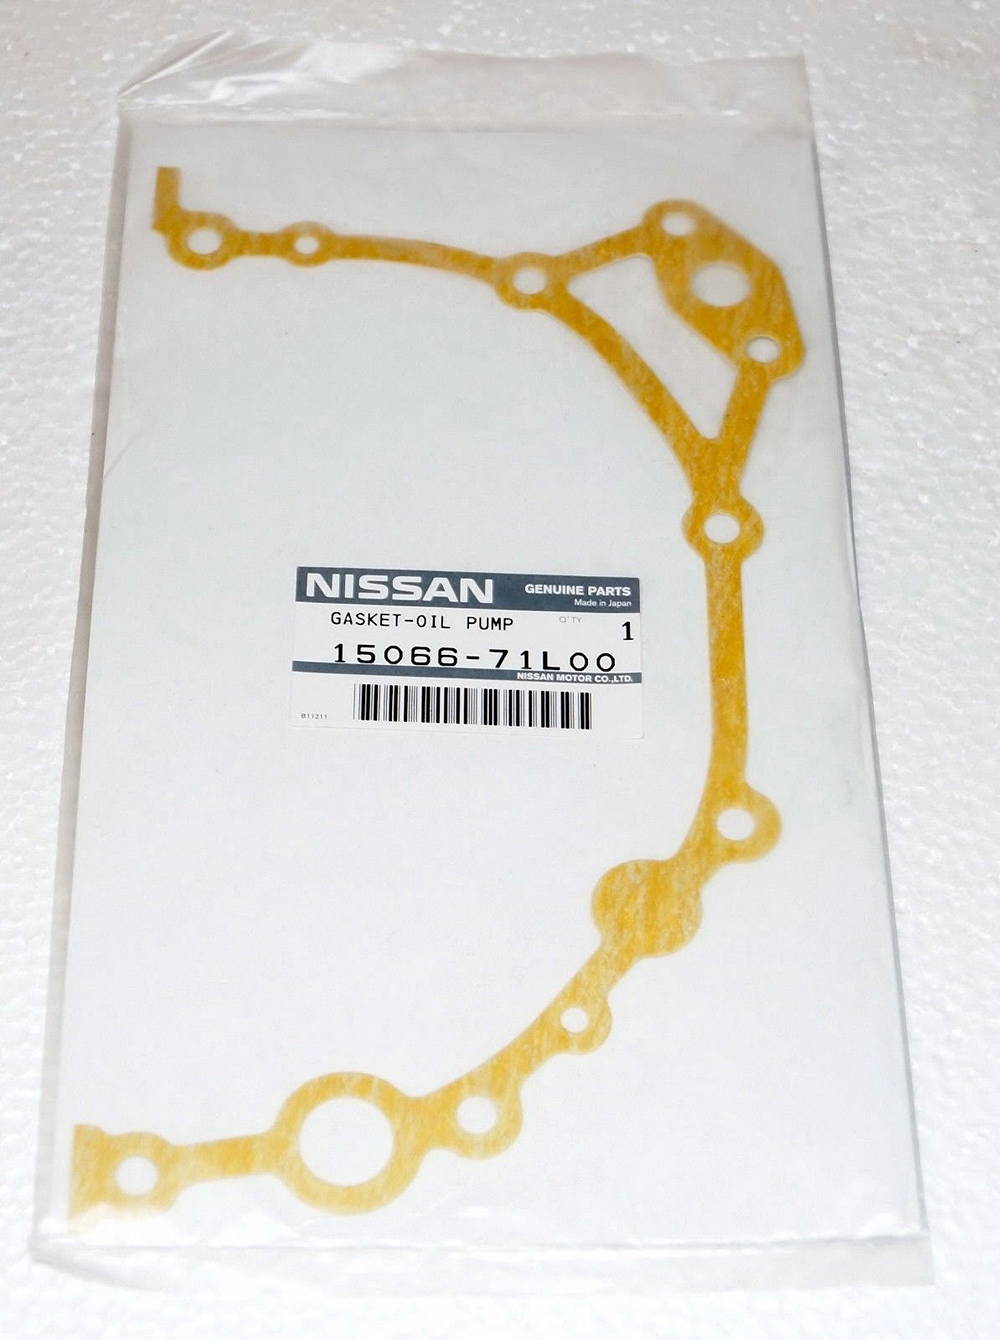 NISSAN GENUINE PARTS
Made in Japan
GASKET-OIL PUMP Q'TY 1
15066-71L00
NISSAN MOTOR CO.,LTD.
B11211